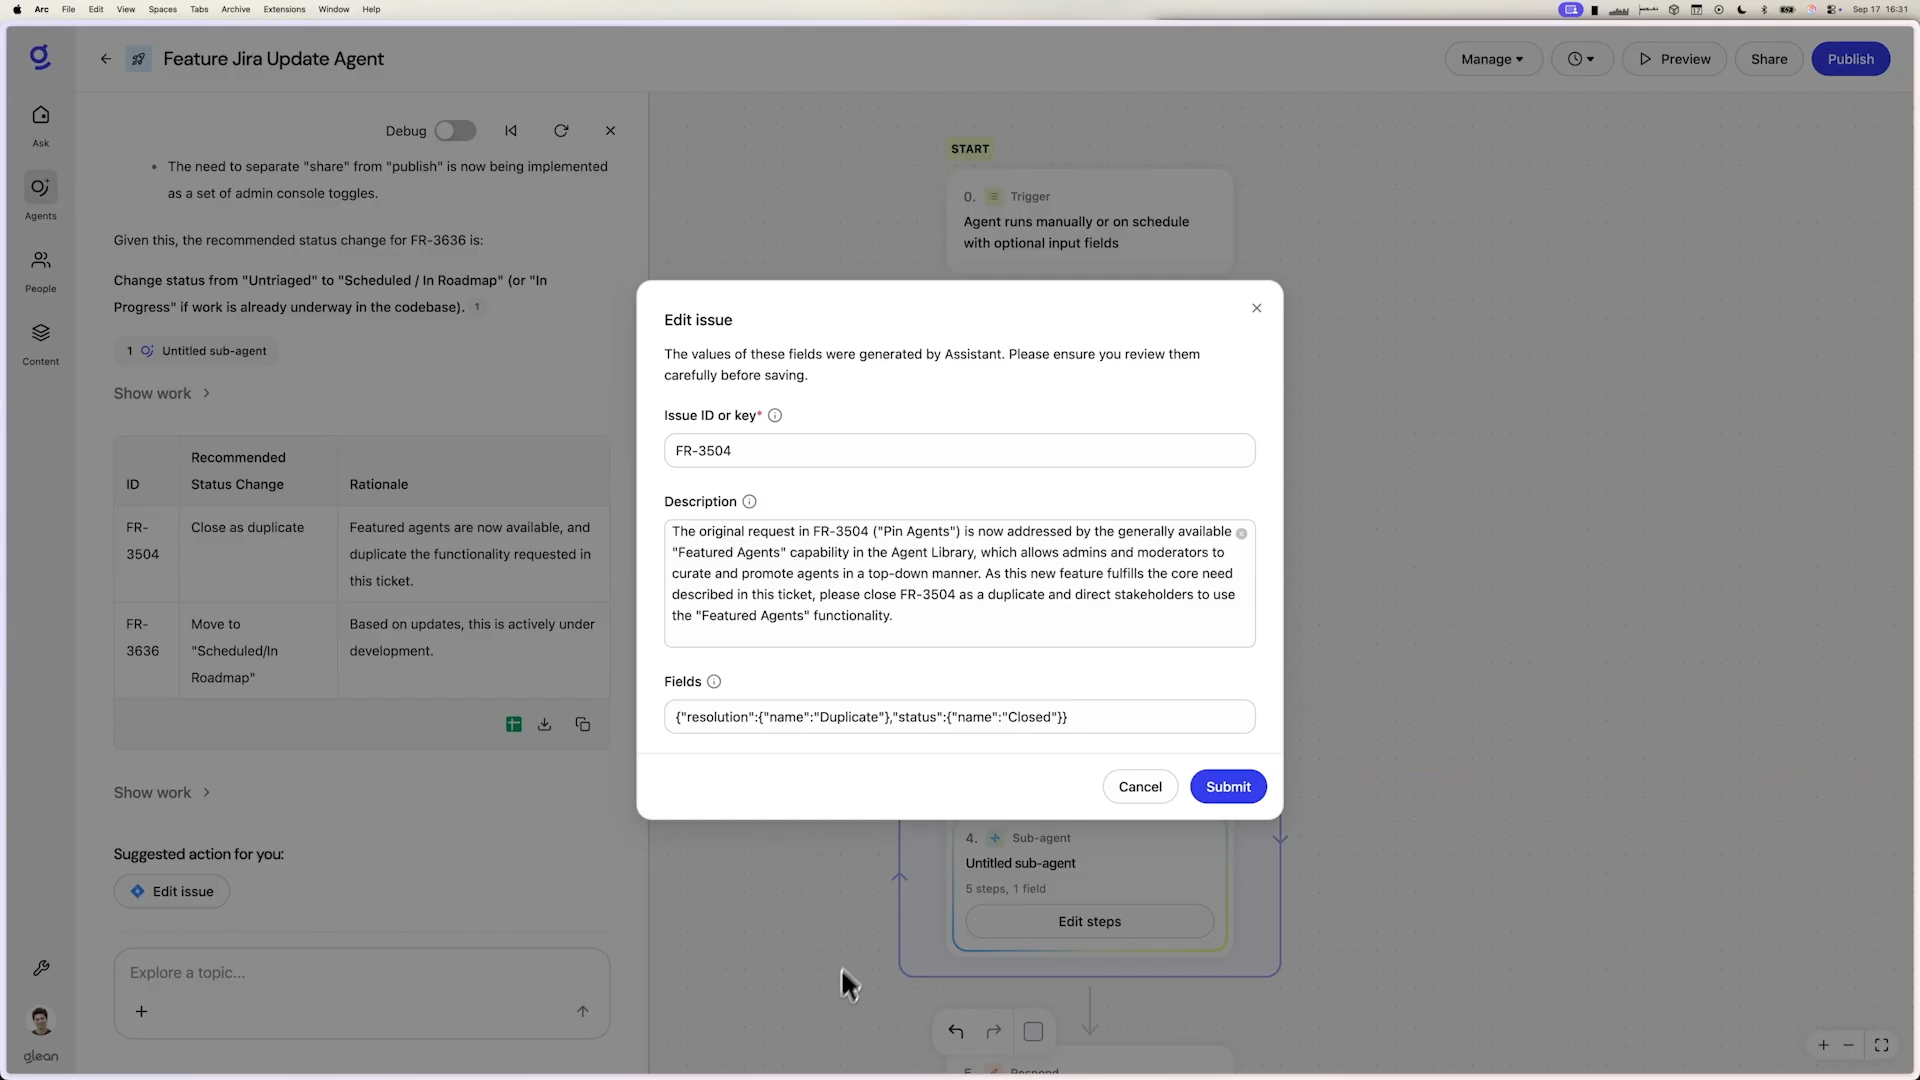 Arc File Edit View Spaces Tabs Archive Extensions Window Help
Sep 17 16:31
Feature Jira Update Agent
Manage
Preview
Share
Publish
Ask
Agents
People
Content
glean
Debug
The need to separate "share" from "publish" is now being implemented
as a set of admin console toggles.
Given this, the recommended status change for FR-3636 is:
Change status from "Untriaged" to "Scheduled / In Roadmap" (or "In
Progress" if work is already underway in the codebase). 1
1 Untitled sub-agent
Show work
ID
Recommended
Status Change
Rationale
FR-
3504
Close as duplicate
Featured agents are now available, and
duplicate the functionality requested in
this ticket.
FR-
3636
Move to
"Scheduled/In
Roadmap"
Based on updates, this is actively under
development.
Show work
Suggested action for you:
Edit issue
Explore a topic...
START
0. Trigger
Agent runs manually or on schedule
with optional input fields
Edit issue
The values of these fields were generated by Assistant. Please ensure you review them
carefully before saving.
Issue ID or key*
FR-3504
Description
The original request in FR-3504 ("Pin Agents") is now addressed by the generally available
"Featured Agents" capability in the Agent Library, which allows admins and moderators to
curate and promote agents in a top-down manner. As this new feature fulfills the core need
described in this ticket, please close FR-3504 as a duplicate and direct stakeholders to use
the "Featured Agents" functionality.
Fields
{"resolution":{"name":"Duplicate"},"status":{"name":"Closed"}}
Cancel
Submit
4. Sub-agent
Untitled sub-agent
5 steps, 1 field
Edit steps
5. Respond